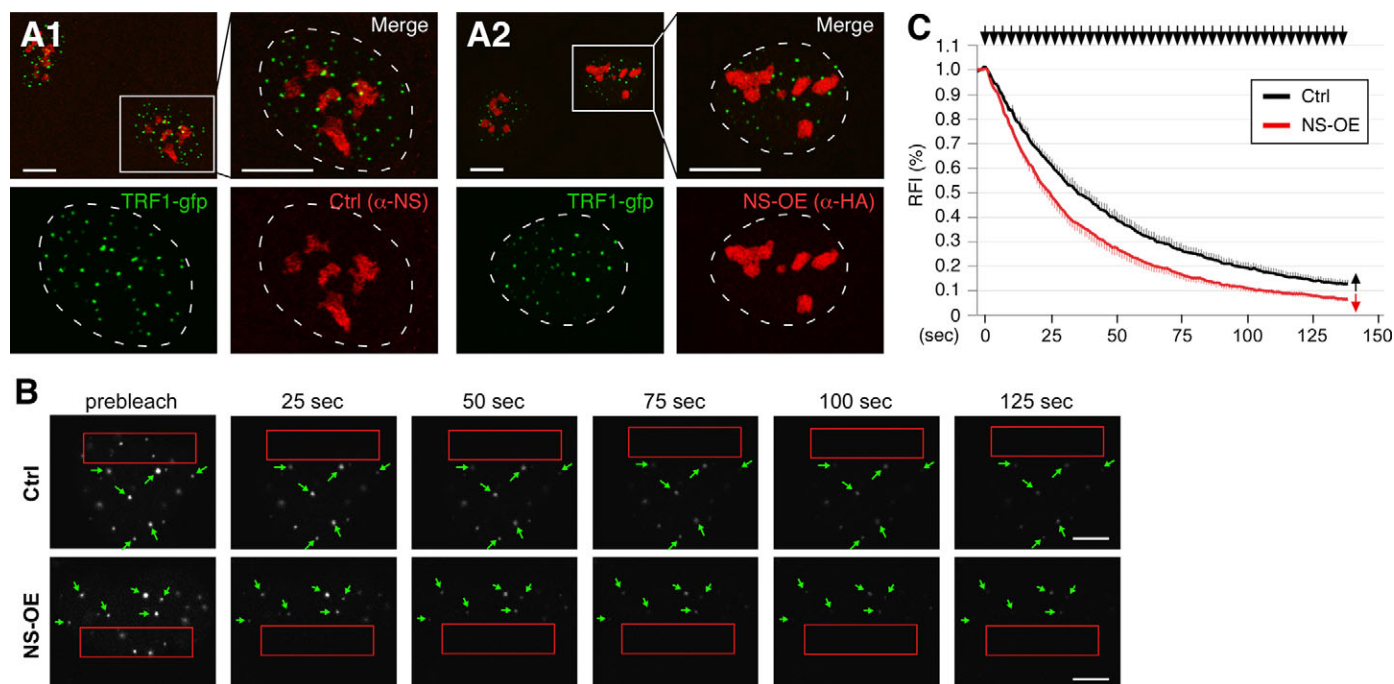 A1
Merge
TRF1-gfp
Ctrl (α-NS)
A2
Merge
TRF1-gfp
NS-OE (α-HA)
C
1.1
1.0
0.9
0.8
0.7
0.6
0.5
0.4
0.3
0.2
0.1
0
RFI (%)
Ctrl
NS-OE
(sec)
0
25
50
75
100
125
150
B
prebleach
25 sec
50 sec
75 sec
100 sec
125 sec
Ctrl
NS-OE